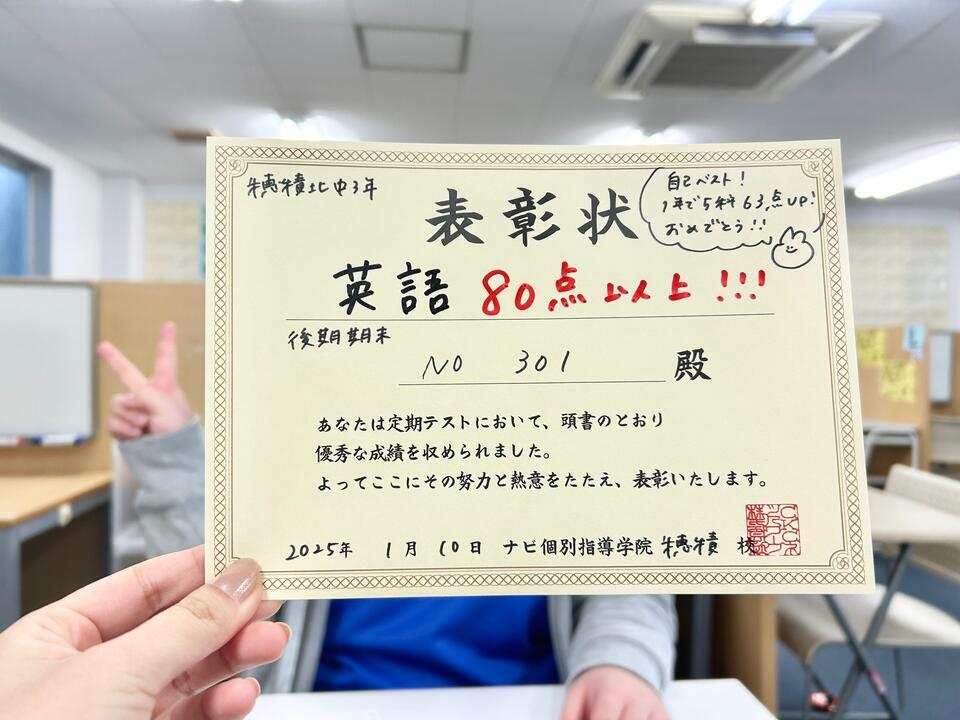 穂積北中3年
表彰状
自己ベスト!
1年で5科63点UP!
おめでとう!!
英語 80点以上!!!
後期期末
NO 301 殿
あなたは定期テストにおいて、頭書のとおり
優秀な成績を収められました。
よってここにその努力と熱意をたたえ、表彰いたします。
2025年 1月 10日 ナビ個別指導学院 穂積 校